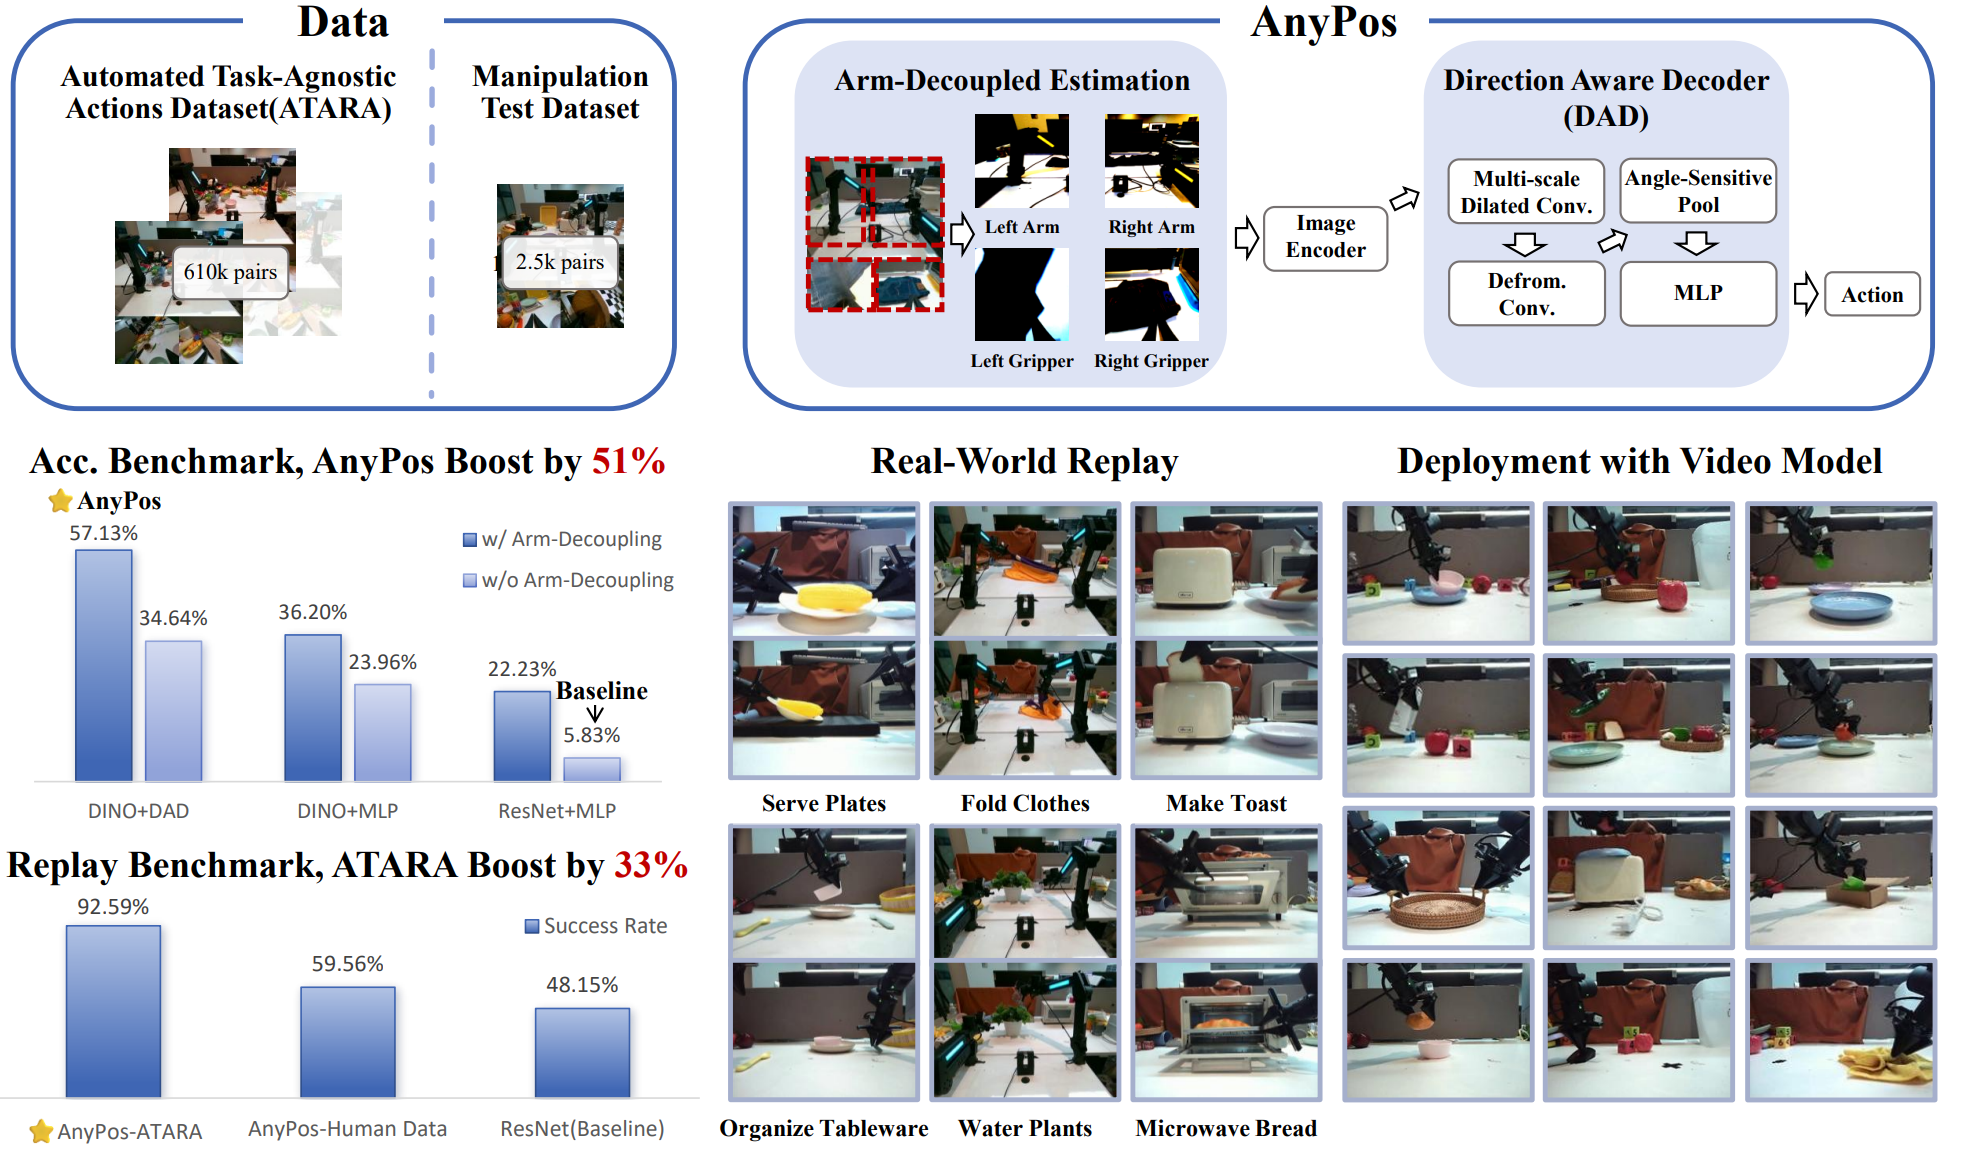 Data
Automated Task-Agnostic
Actions Dataset(ATARA)
610k pairs
Manipulation
Test Dataset
2.5k pairs
AnyPos
Arm-Decoupled Estimation
Left Arm
Right Arm
Left Gripper
Right Gripper
Image
Encoder
Direction Aware Decoder
(DAD)
Multi-scale
Dilated Conv.
Angle-Sensitive
Pool
Defrom.
Conv.
MLP
Action
Acc. Benchmark, AnyPos Boost by 51%
AnyPos
57.13%
34.64%
36.20%
23.96%
22.23%
Baseline
5.83%
w/ Arm-Decoupling
w/o Arm-Decoupling
DINO+DAD
DINO+MLP
ResNet+MLP
Replay Benchmark, ATARA Boost by 33%
92.59%
59.56%
48.15%
Success Rate
AnyPos-ATARA
AnyPos-Human Data
ResNet(Baseline)
Real-World Replay
Serve Plates
Fold Clothes
Make Toast
Organize Tableware
Water Plants
Microwave Bread
Deployment with Video Model